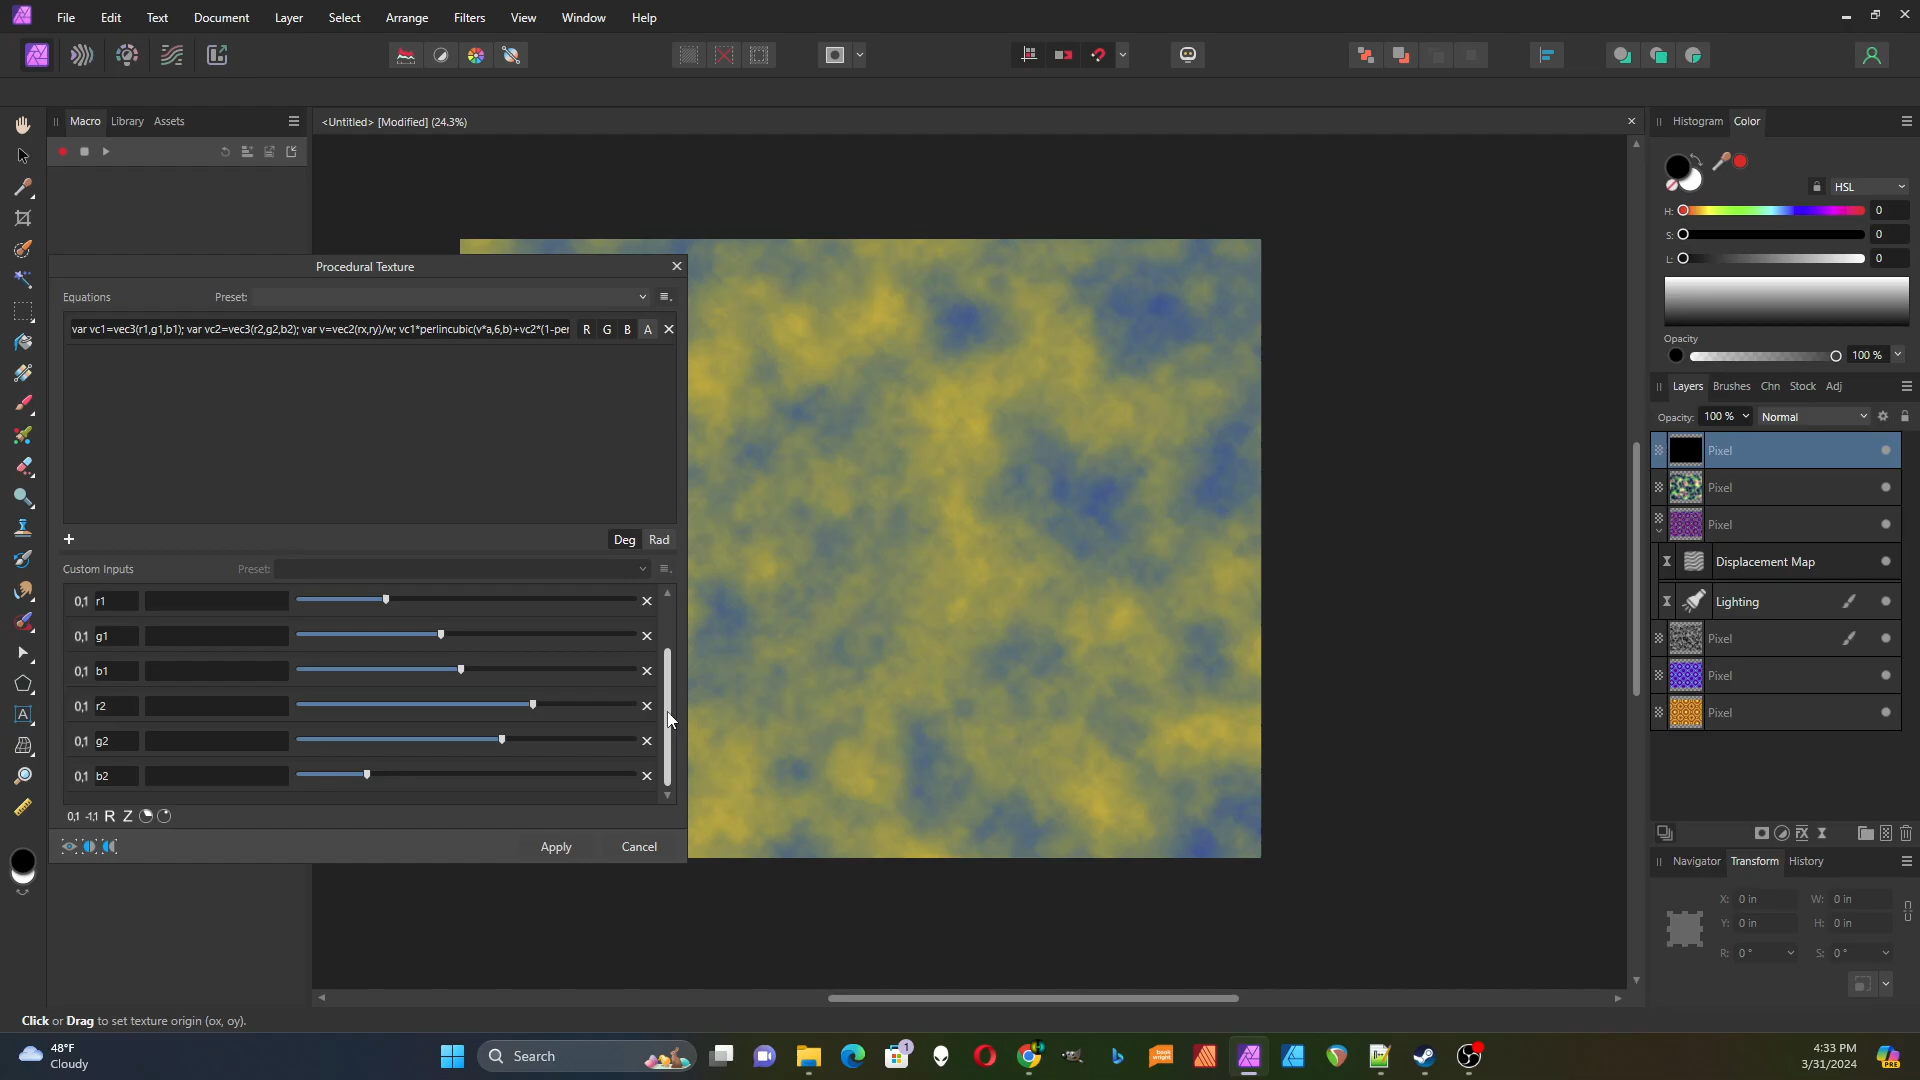 File Edit Text Document Layer Select Arrange Filters View Window Help
Macro Library Assets
<Untitled> [Modified] (24.3%)
Histogram Color
HSL
H: 0
S: 0
L: 0
Opacity
100 %
Layers Brushes Chn Stock Adj
Opacity: 100 % Normal
Pixel
Pixel
Pixel
Displacement Map
Lighting
Pixel
Pixel
Pixel
Navigator Transform History
X: 0 in W: 0 in
Y: 0 in H: 0 in
R: 0 ° S: 0 °
Procedural Texture
Equations Preset:
var vc1=vec3(r1,g1,b1); var vc2=vec3(r2,g2,b2); var v=vec2(rx,ry)/w; vc1*perlincubic(v*a,6,b)+vc2*(1-per R G B A
Deg Rad
Custom Inputs Preset:
0,1 r1
0,1 g1
0,1 b1
0,1 r2
0,1 g2
0,1 b2
0,1 -1,1 R Z
Apply Cancel
Click or Drag to set texture origin (ox, oy).
48°F
Cloudy
Search
1
book wright
4:33 PM
3/31/2024
PRE